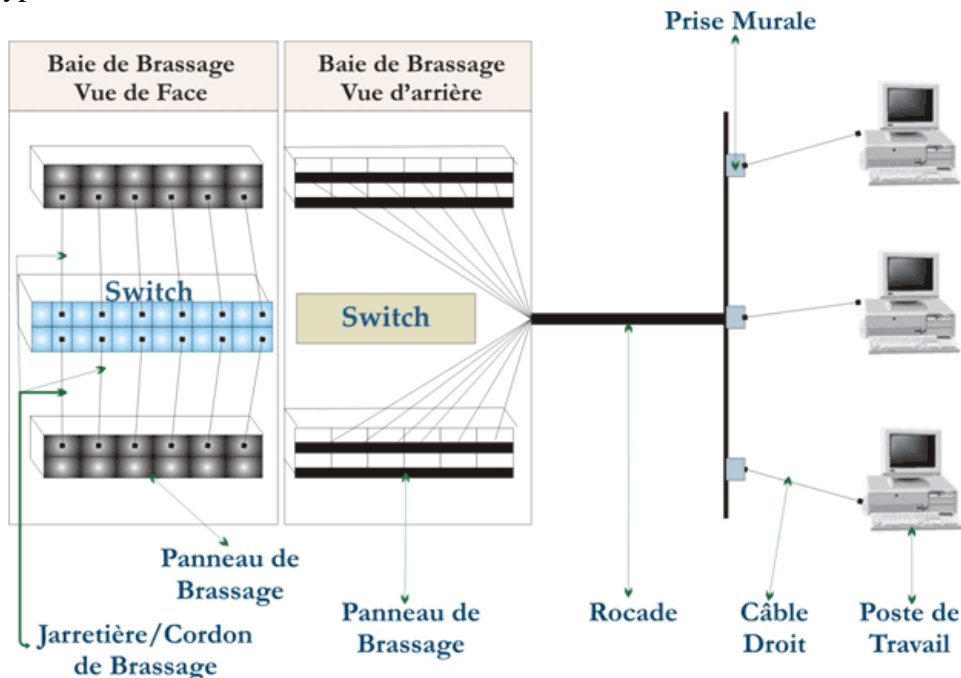 Prise Murale
Baie de Brassage
Vue de Face
Baie de Brassage
Vue d'arrière
Switch
Switch
Panneau de
Brassage
Jarretière/Cordon
de Brassage
Panneau de
Brassage
Rocade
Câble
Droit
Poste de
Travail